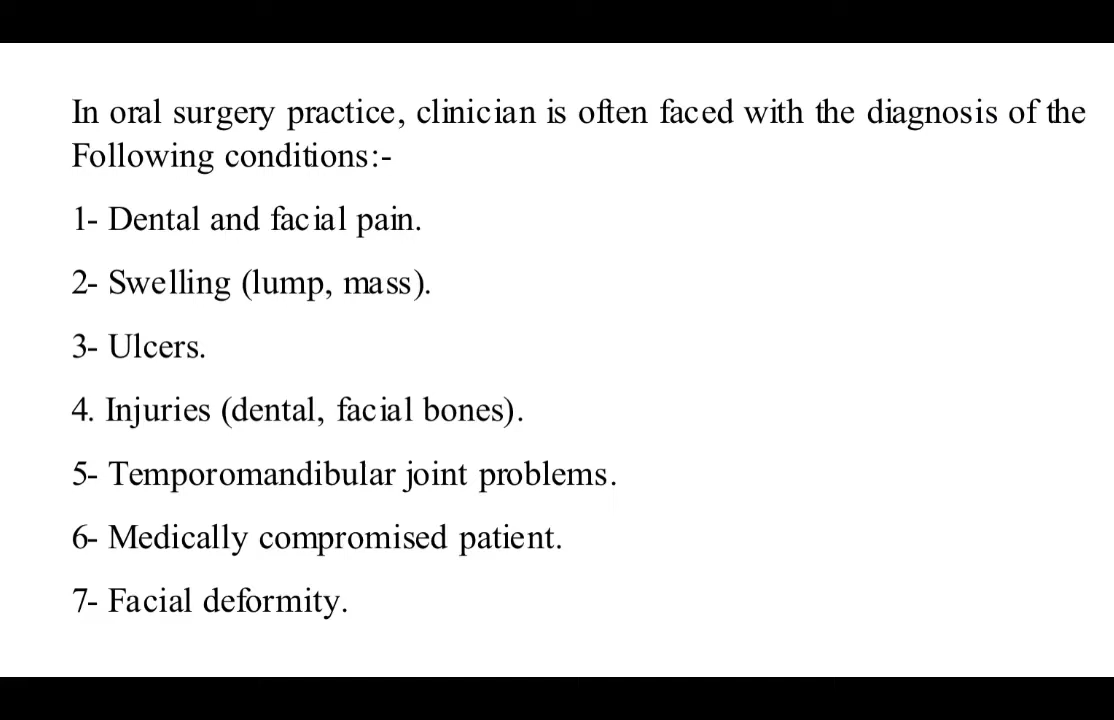 In oral surgery practice, clinician is often faced with the diagnosis of the
Following conditions:-
1- Dental and facial pain.
2- Swelling (lump, mass).
3- Ulcers.
4. Injuries (dental, facial bones).
5- Temporomandibular joint problems.
6- Medically compromised patient.
7- Facial deformity.